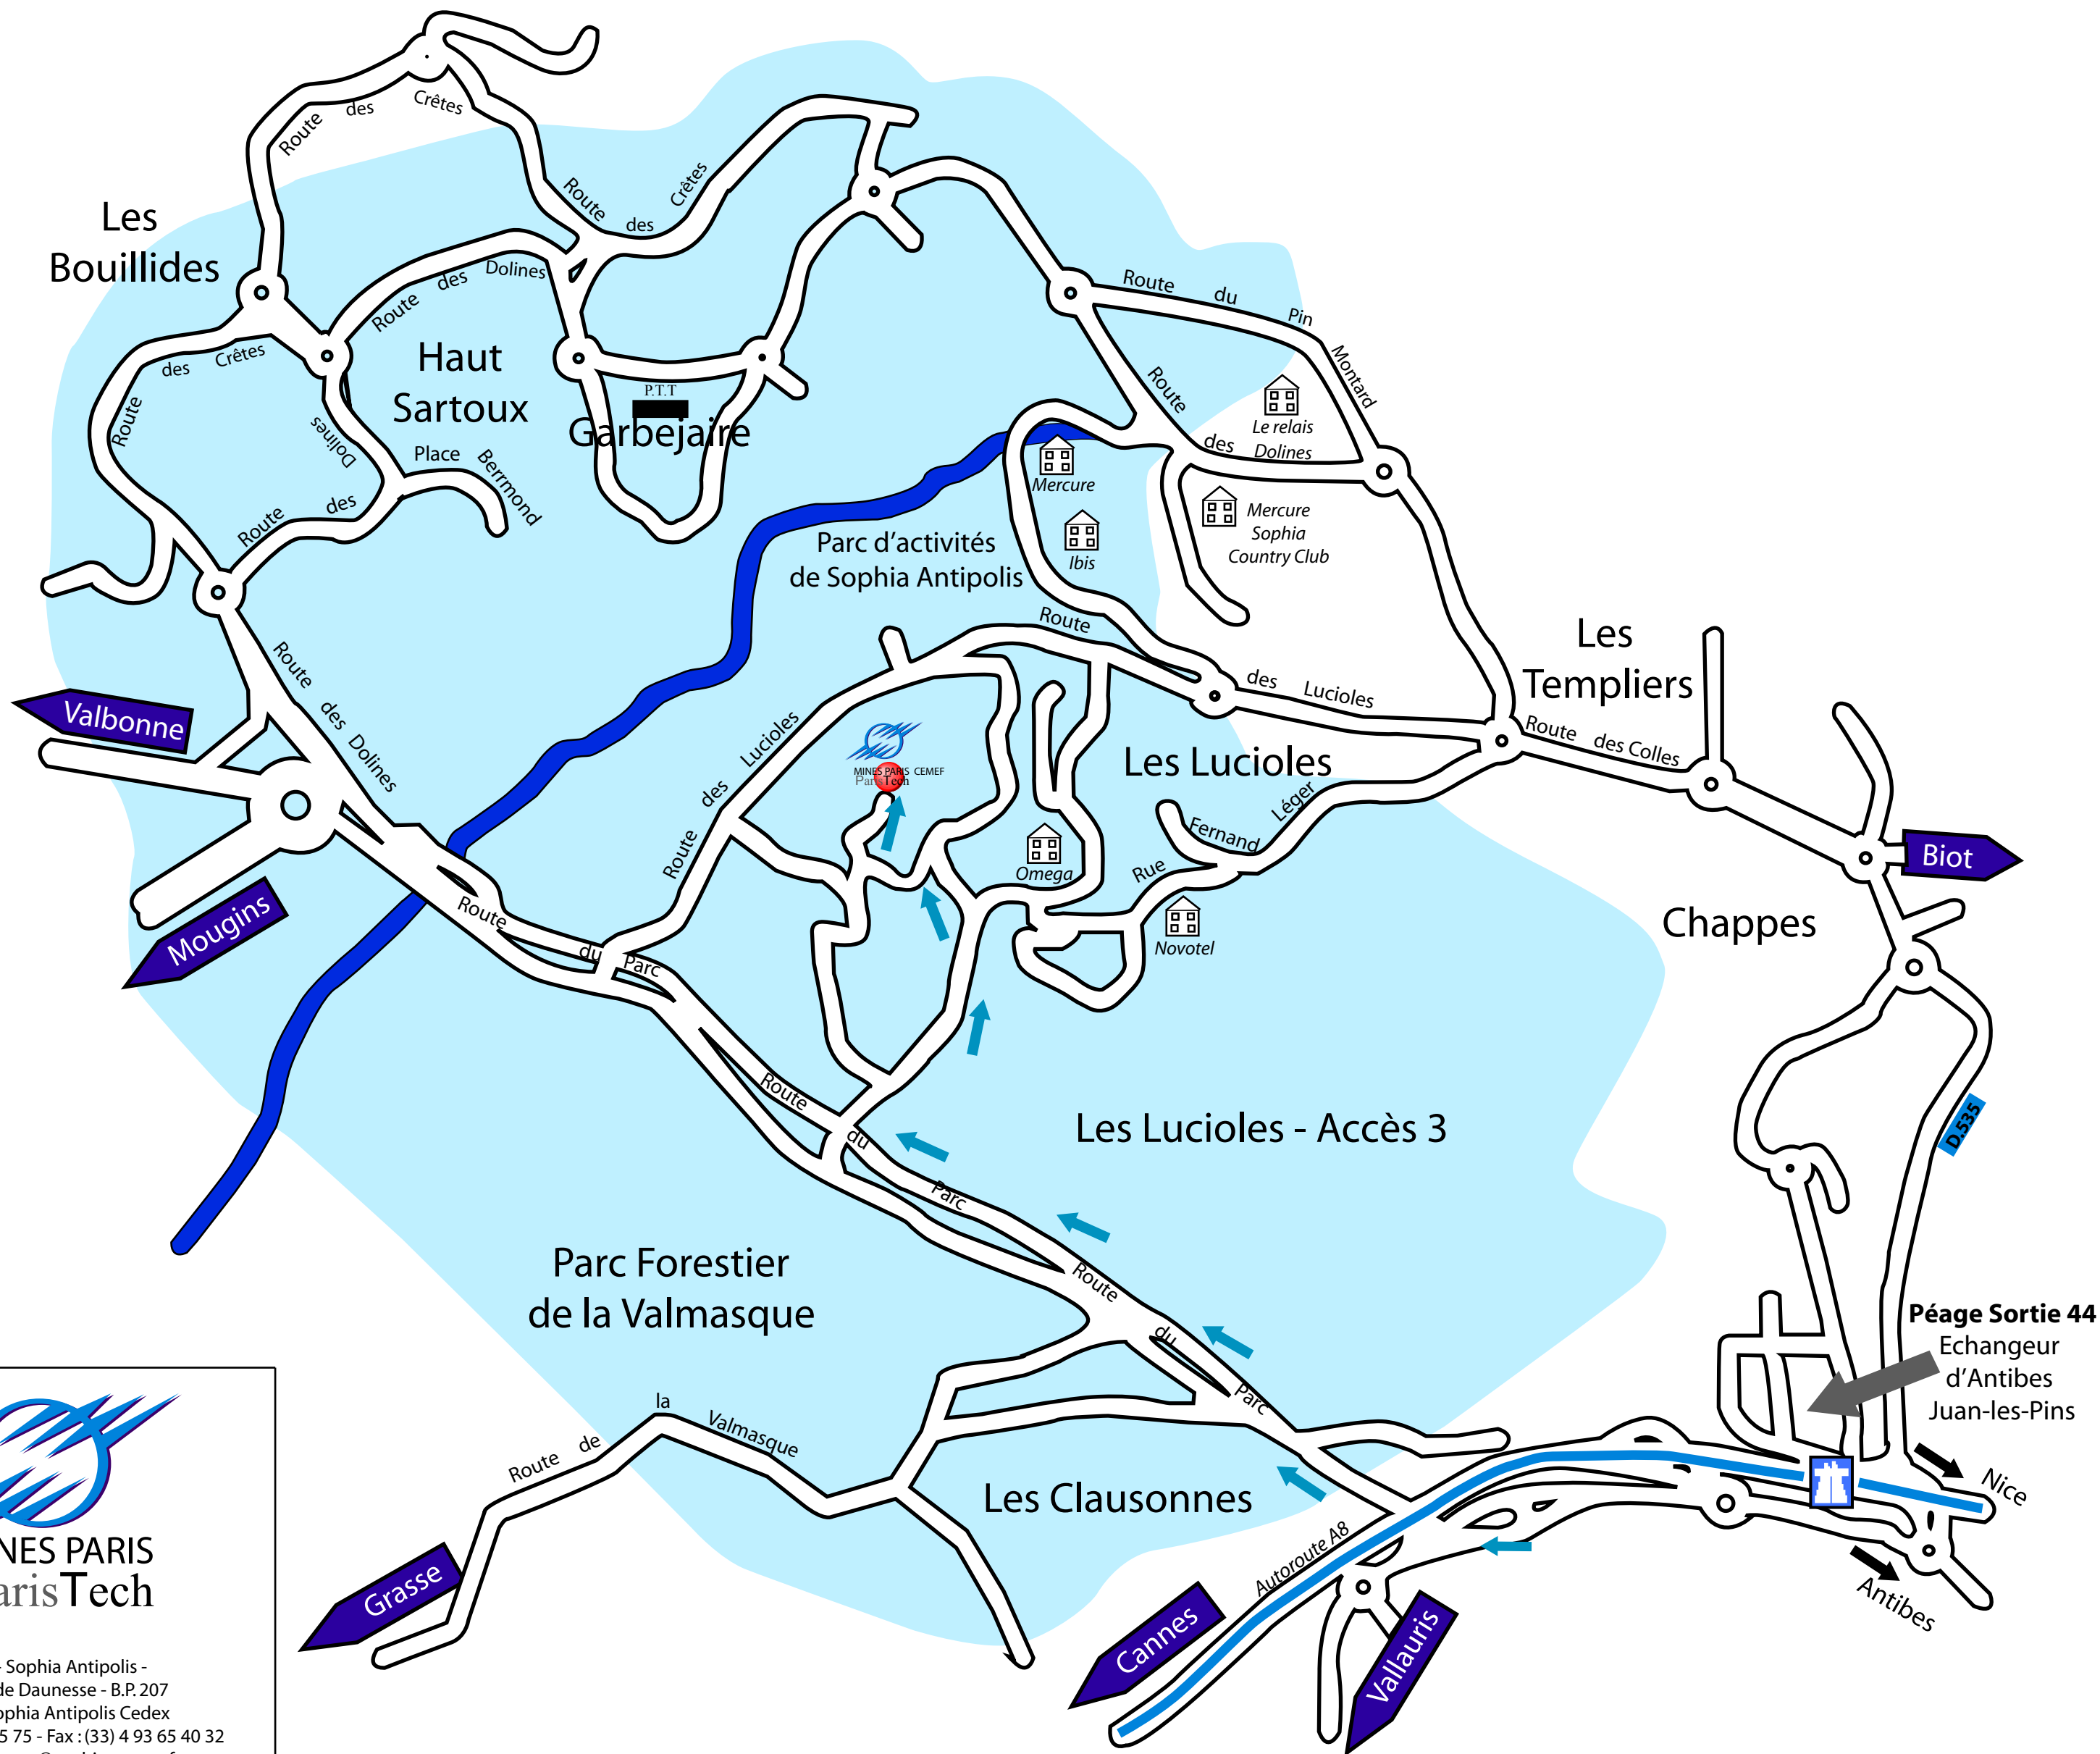 Route des Crêtes
Les
Bouillides
Route des Crêtes
Route des Dolines
Route des Crêtes
Haut
Sartoux
P.T.T
Garbejaire
Place Bermond
Route des Dolines
Route du Pin Montard
Route des Dolines
Le relais
Dolines
Mercure
Ibis
Mercure
Sophia
Country Club
Parc d'activités
de Sophia Antipolis
Route des Lucioles
Les
Templiers
Route des Colles
Valbonne
Route des Dolines
Mougins
Route des Lucioles
MINES PARIS CEMEF
ParisTech
Les Lucioles
Omega
Rue Fernand Léger
Novotel
Biot
Chappes
Route du Parc
Route du Parc
Les Lucioles - Accès 3
D.535
Parc Forestier
de la Valmasque
Route du Parc
Péage Sortie 44
Echangeur
d'Antibes
Juan-les-Pins
Route de la Valmasque
Les Clausonnes
Nice
Antibes
Autoroute A8
Grasse
Cannes
Vallauris
PARIS
Tech
Sophia Antipolis -
de Daunesse - B.P. 207
Antipolis Cedex
5 75 - Fax : (33) 4 93 65 40 32